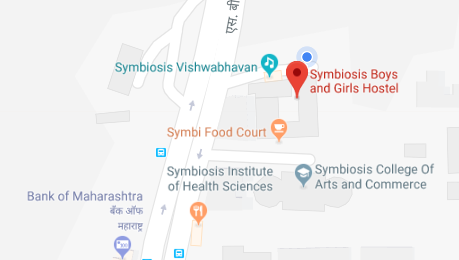 एस. बी
Symbiosis Vishwabhavan
Symbiosis Boys
and Girls Hostel
Symbi Food Court
Symbiosis Institute
of Health Sciences
Symbiosis College Of
Arts and Commerce
Bank of Maharashtra
बँक ऑफ
महाराष्ट्र